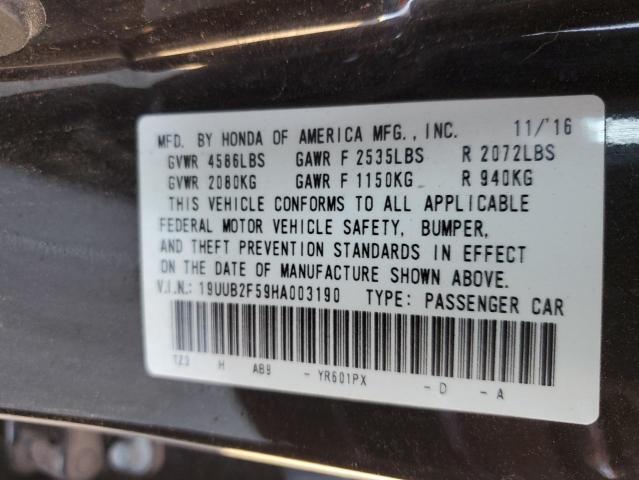 MFD. BY HONDA OF AMERICA MFG., INC. 11/'16
GVWR 4586LBS GAWR F 2535LBS R 2072LBS
GVWR 2080KG GAWR F 1150KG R 940KG
THIS VEHICLE CONFORMS TO ALL APPLICABLE
FEDERAL MOTOR VEHICLE SAFETY, BUMPER,
AND THEFT PREVENTION STANDARDS IN EFFECT
ON THE DATE OF MANUFACTURE SHOWN ABOVE.
V.I.N.: 19UUB2F59HA003190 TYPE: PASSENGER CAR
TZ3 H AB9 - YR601PX - D - A